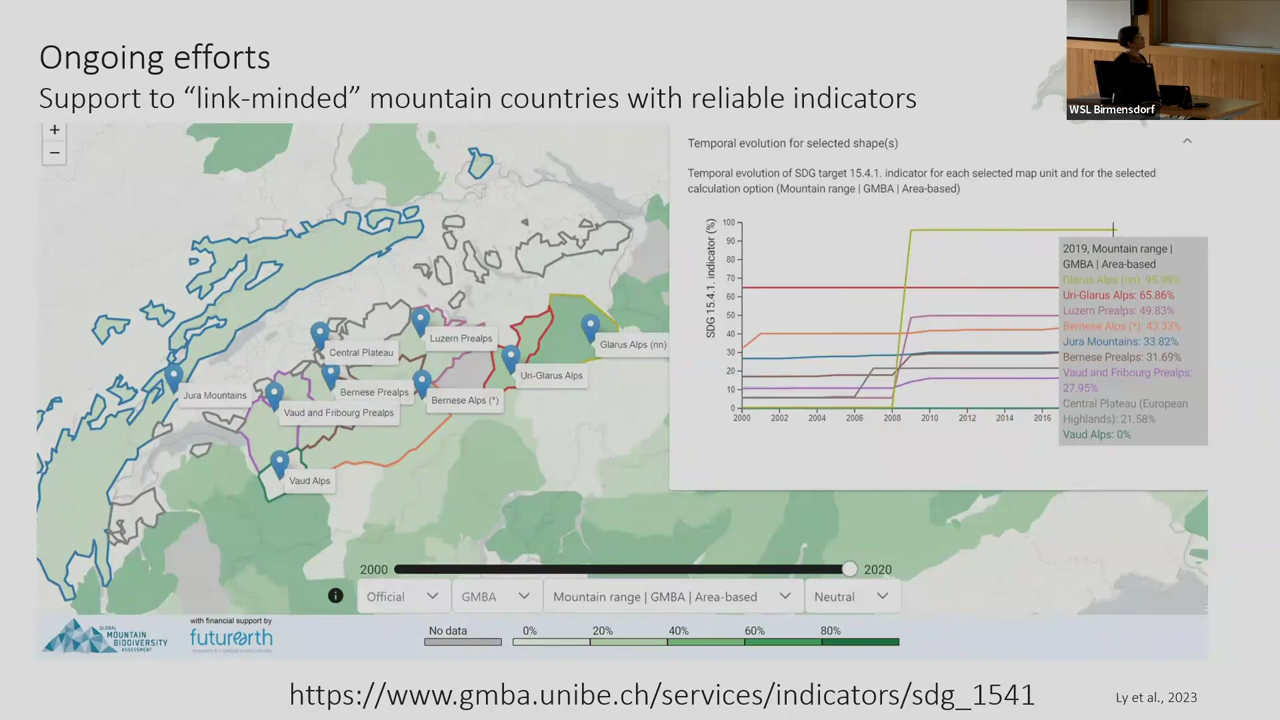 Ongoing efforts
Support to “link-minded” mountain countries with reliable indicators
WSL Birmensdorf
+
−
Temporal evolution for selected shape(s)
Temporal evolution of SDG target 15.4.1. indicator for each selected map unit and for the selected
calculation option (Mountain range | GMBA | Area-based)
SDG 15.4.1. indicator (%)
100
90
80
70
60
50
40
30
20
10
0
2000 2002 2004 2006 2008 2010 2012 2014 2016
2019, Mountain range |
GMBA | Area-based
Glarus Alps (nn): 95.99%
Uri-Glarus Alps: 65.86%
Luzern Prealps: 49.83%
Bernese Alps (*): 43.33%
Jura Mountains: 33.82%
Bernese Prealps: 31.69%
Vaud and Fribourg Prealps:
27.95%
Central Plateau (European
Highlands): 21.58%
Vaud Alps: 0%
Luzern Prealps
Glarus Alps (nn)
Central Plateau
Uri-Glarus Alps
Jura Mountains
Bernese Prealps
Bernese Alps (*)
Vaud and Fribourg Prealps
Vaud Alps
2000 2020
Official GMBA Mountain range | GMBA | Area-based Neutral
GLOBAL
MOUNTAIN
BIODIVERSITY
ASSESSMENT
with financial support by
futurerth
No data 0% 20% 40% 60% 80%
https://www.gmba.unibe.ch/services/indicators/sdg_1541
Ly et al., 2023